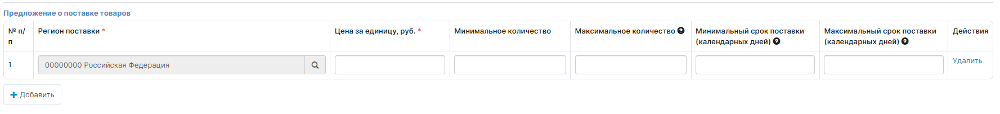 Предложение о поставке товаров
№ п/
п
Регион поставки *
Цена за единицу, руб. *
Минимальное количество
Максимальное количество
Минимальный срок поставки
(календарных дней)
Максимальный срок поставки
(календарных дней)
Действия
1
00000000 Российская Федерация
Удалить
Добавить